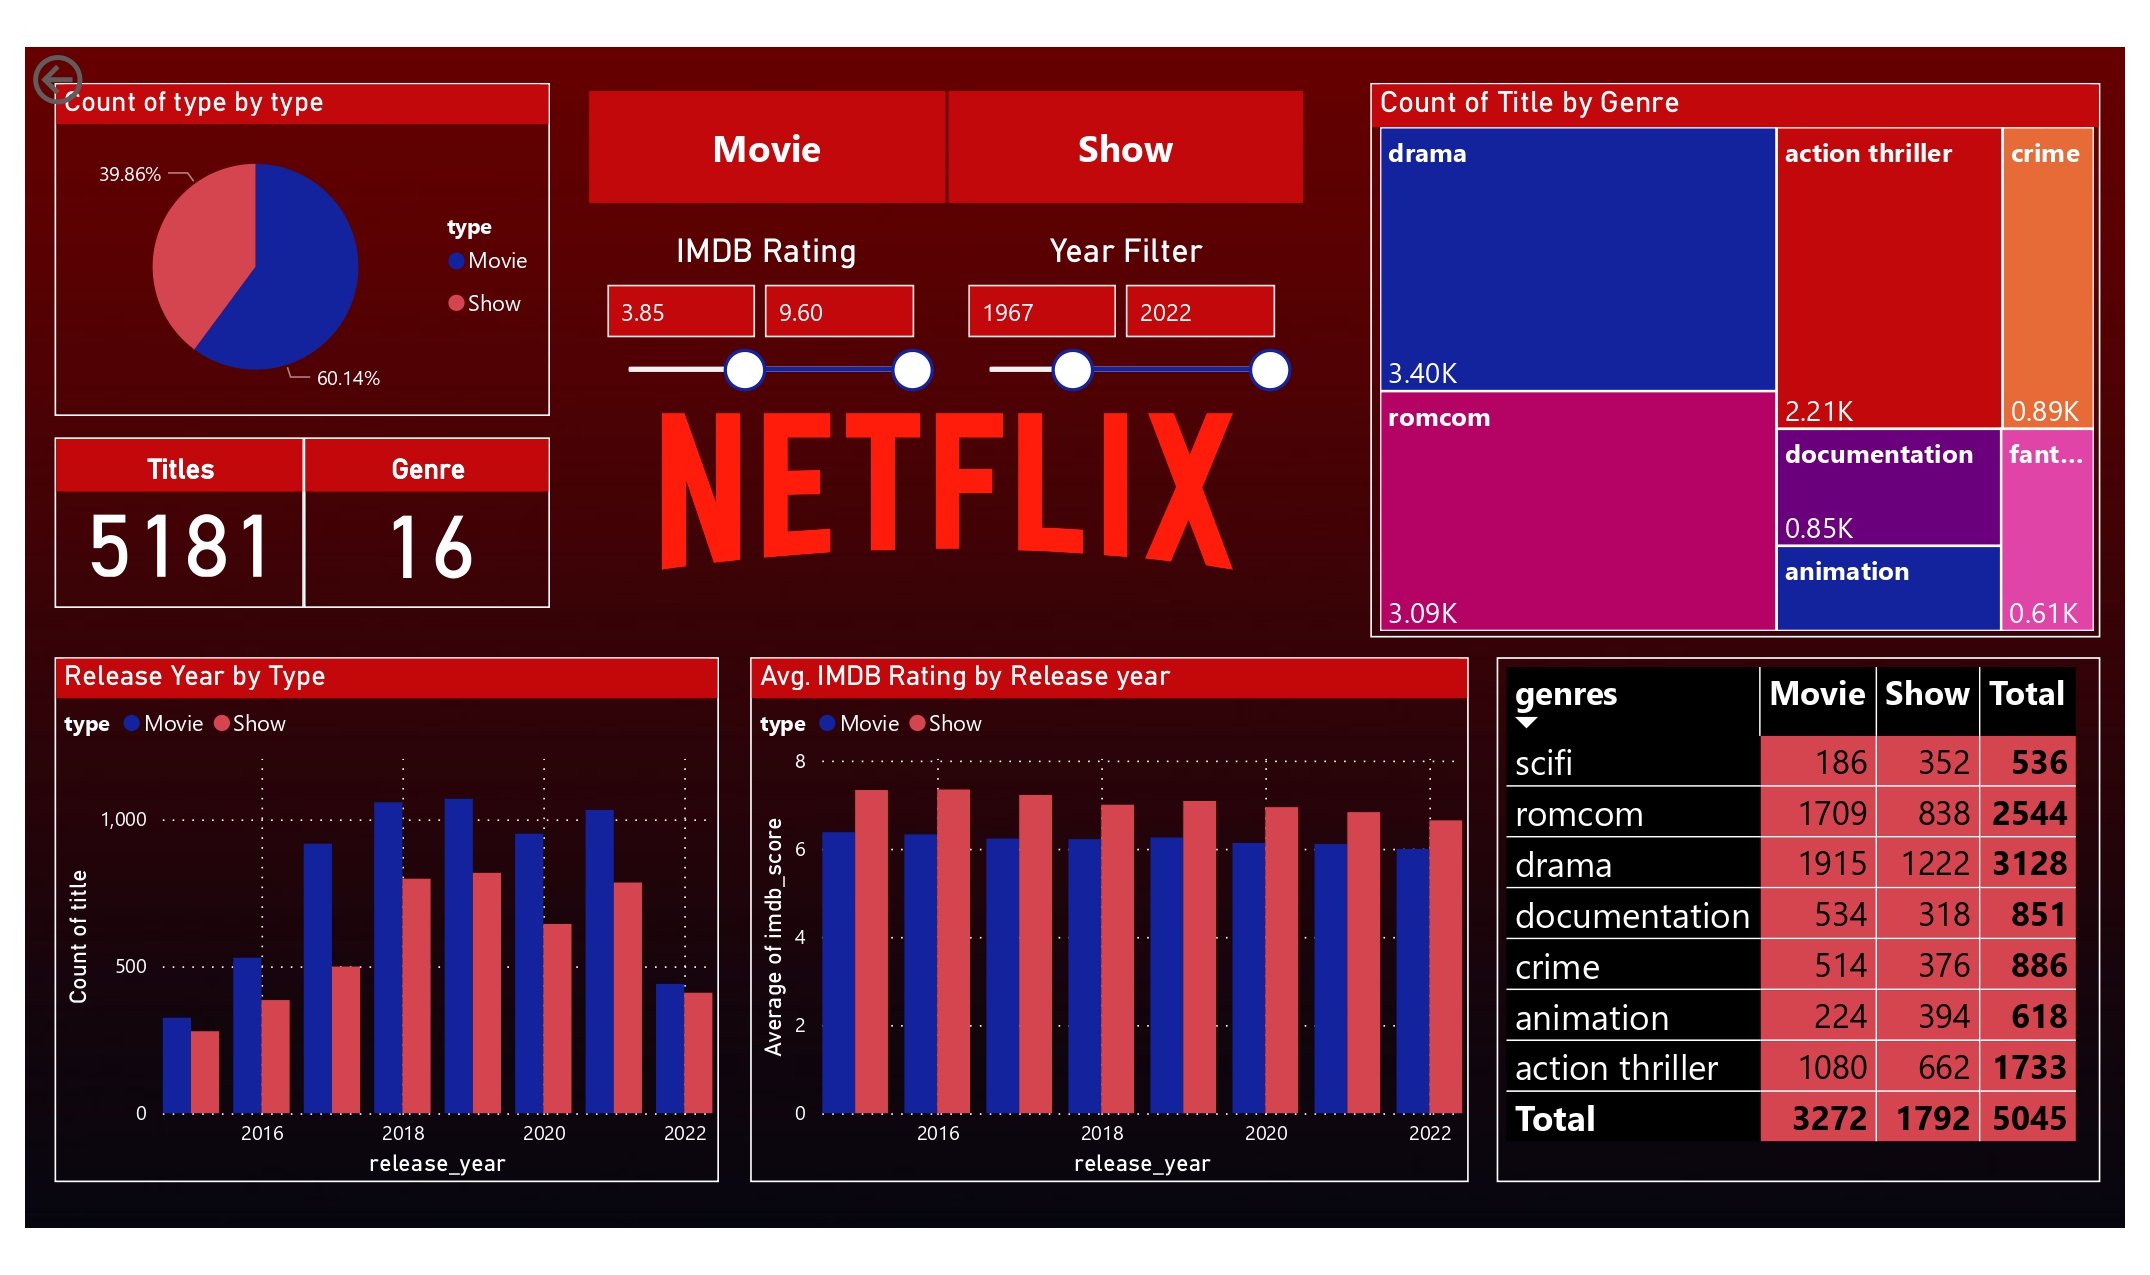 Count of type by type
39.86%
60.14%
type
Movie
Show
Titles
5181
Genre
16
Movie
Show
IMDB Rating
3.85
9.60
Year Filter
1967
2022
NETFLIX
Count of Title by Genre
drama
3.40K
romcom
3.09K
action thriller
2.21K
crime
0.89K
documentation
0.85K
animation
fant...
0.61K
Release Year by Type
type Movie Show
Count of title
1,000
500
0
2016 2018 2020 2022
release_year
Avg. IMDB Rating by Release year
type Movie Show
Average of imdb_score
8
6
4
2
0
2016 2018 2020 2022
release_year
genres Movie Show Total
scifi 186 352 536
romcom 1709 838 2544
drama 1915 1222 3128
documentation 534 318 851
crime 514 376 886
animation 224 394 618
action thriller 1080 662 1733
Total 3272 1792 5045